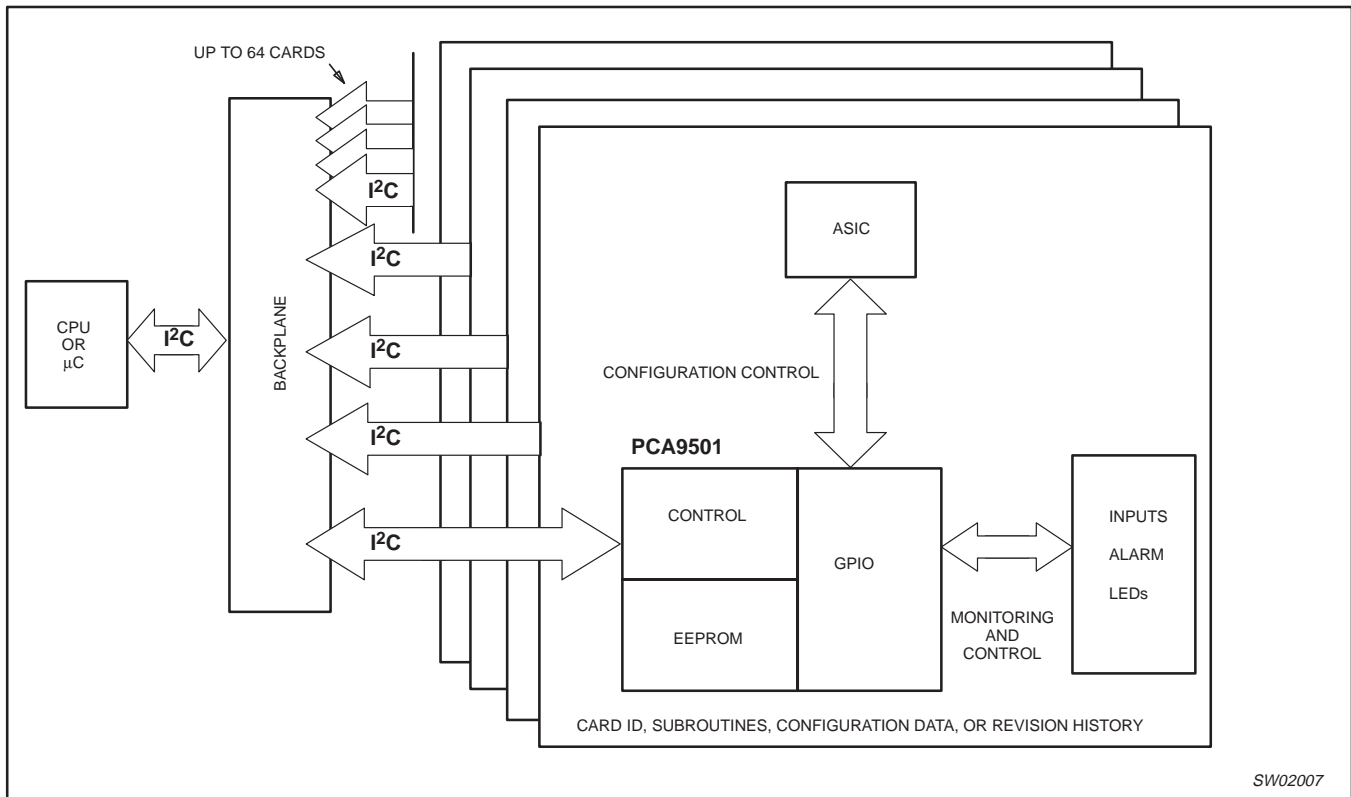 UP TO 64 CARDS
I²C
I²C
I²C
I²C
I²C
I²C
CPU
OR
μC
BACKPLANE
ASIC
CONFIGURATION CONTROL
PCA9501
CONTROL
EEPROM
GPIO
MONITORING
AND
CONTROL
INPUTS
ALARM
LEDs
CARD ID, SUBROUTINES, CONFIGURATION DATA, OR REVISION HISTORY
SW02007